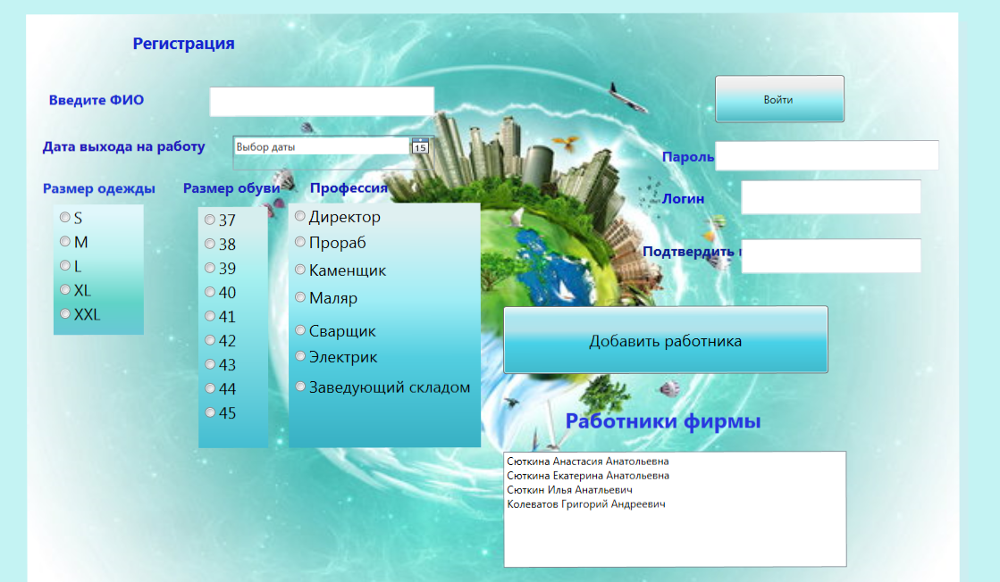 Регистрация
Введите ФИО
Войти
Дата выхода на работу
Выбор даты
15
Пароль
Размер одежды
Размер обуви
Профессия
Логин
S
M
L
XL
XXL
37
38
39
40
41
42
43
44
45
Директор
Прораб
Каменщик
Маляр
Сварщик
Электрик
Заведующий складом
Подтвердить
Добавить работника
Работники фирмы
Сюткина Анастасия Анатольевна
Сюткина Екатерина Анатольевна
Сюткин Илья Анатльевич
Колеватов Григорий Андреевич